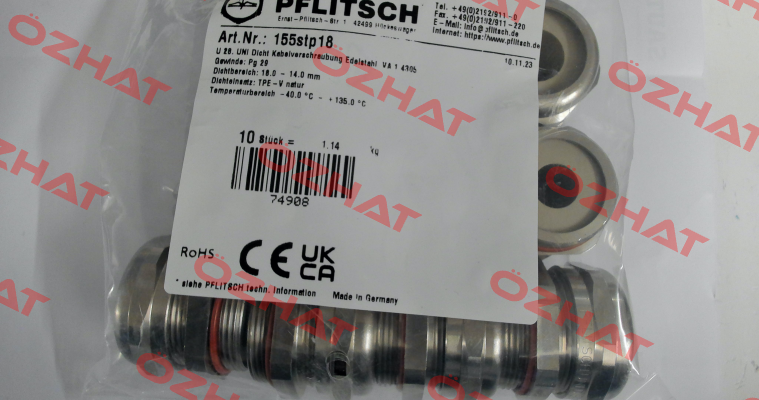 PFLITSCH
Ernst-Pflitsch-Str 1 42499 Hückeswagen
Tel. +49(0)2192/911-0
Fax +49(0)2192/911-220
E-Mail: info@pflitsch.de
Internet: https://www.pflitsch.de
Art.Nr.: 155stp18
10.11.23
U 28. UNI Dicht Kabelverschraubung Edelstahl VA 1.4305
Gewinde: Pg 29
Dichtbereich: 18.0 - 14.0 mm
Dichteinsatz: TPE-V natur
Temperaturbereich -40.0 °C - +135.0 °C
10 Stück = 1.14 kg
74908
RoHS CE UK CA
* siehe PFLITSCH techn. Information Made in Germany
ÖZHAT
ÖZHAT
ÖZHAT
ÖZHAT
ÖZHAT
ÖZHAT
ÖZHAT
ÖZHAT
ÖZHAT